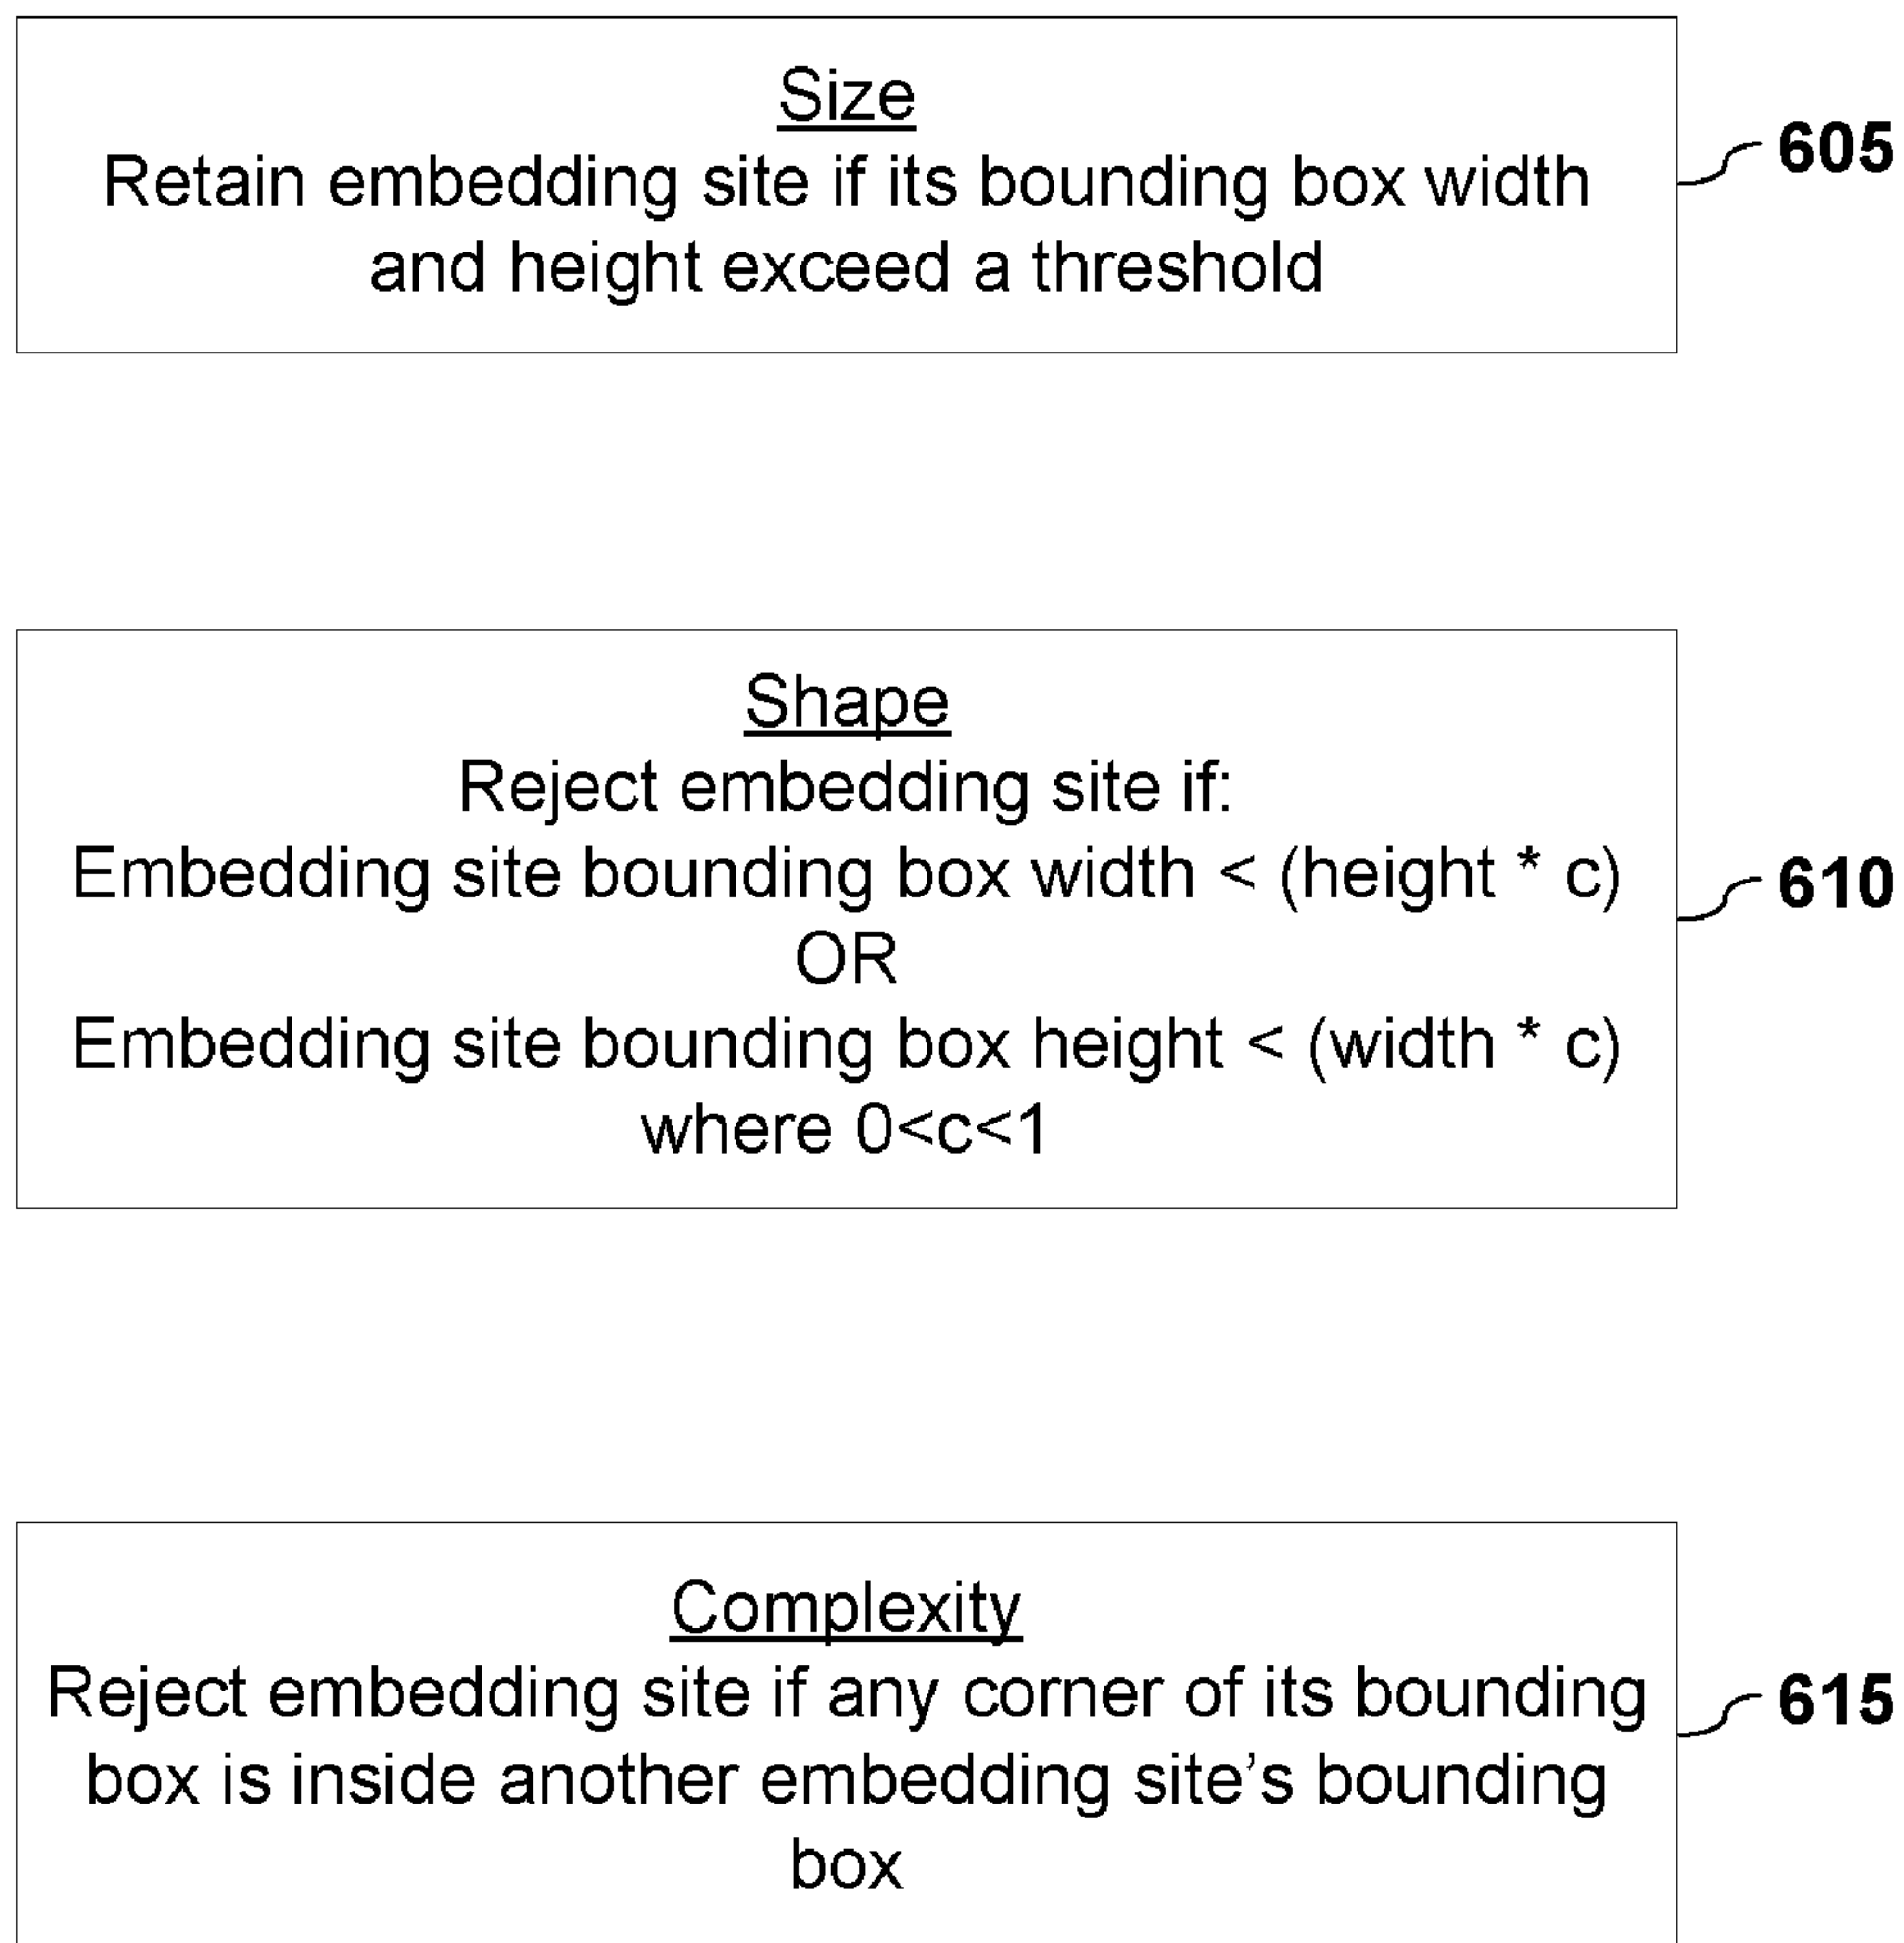 Size
Retain embedding site if its bounding box width
and height exceed a threshold
605
Shape
Reject embedding site if:
Embedding site bounding box width < (height * c)
OR
Embedding site bounding box height < (width * c)
where 0<c<1
610
Complexity
Reject embedding site if any corner of its bounding
box is inside another embedding site’s bounding
box
615